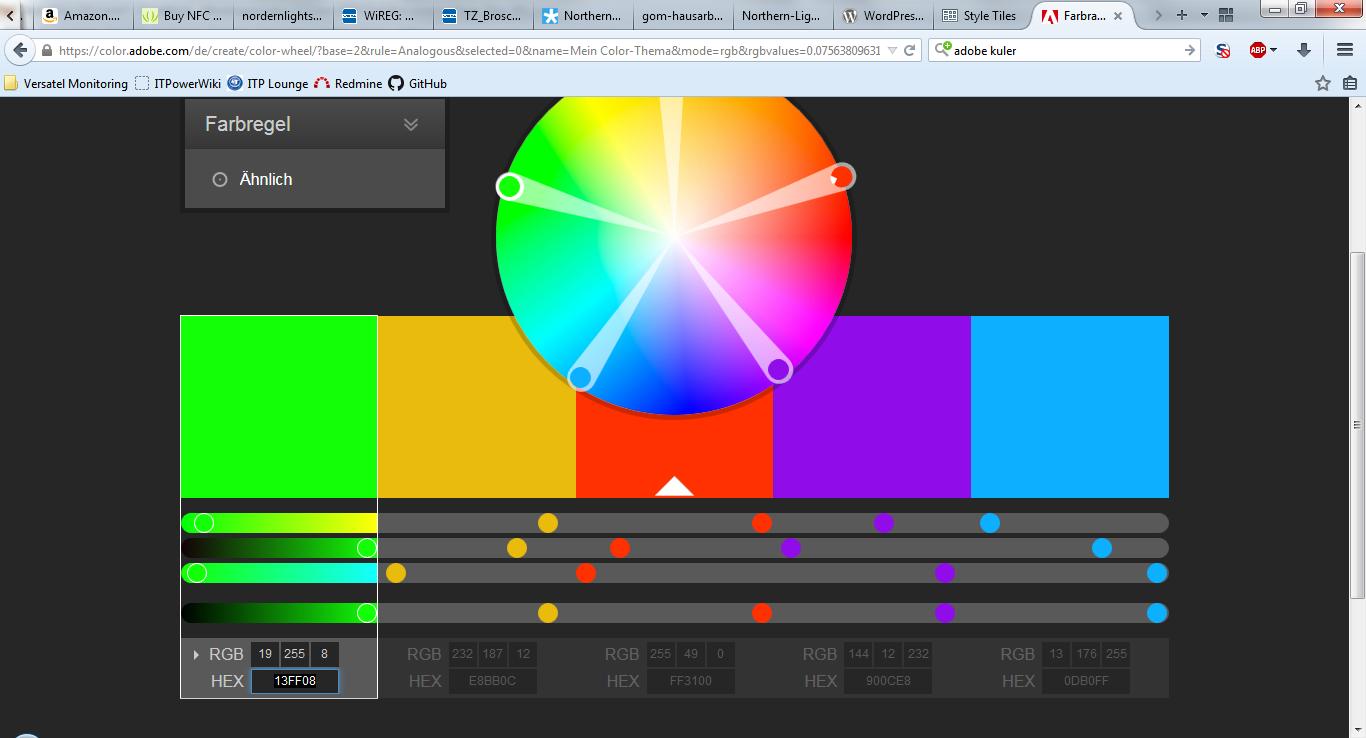 Amazon.... Buy NFC ... nordernlights... WiREG: ... TZ_Brosc... Northern... gom-hausarb... Northern-Lig... WordPres... Style Tiles Farbra...
https://color.adobe.com/de/create/color-wheel/?base=2&rule=Analogous&selected=0&name=Mein Color-Thema&mode=rgb&rgbvalues=0.07563809631 adobe kuler ABP
Versatel Monitoring ITPowerWiki ITP Lounge Redmine GitHub
Farbregel
Ähnlich
RGB 19 255 8 RGB 232 187 12 RGB 255 49 0 RGB 144 12 232 RGB 13 176 255
HEX 13FF08 HEX E8BB0C HEX FF3100 HEX 900CE8 HEX 0DB0FF